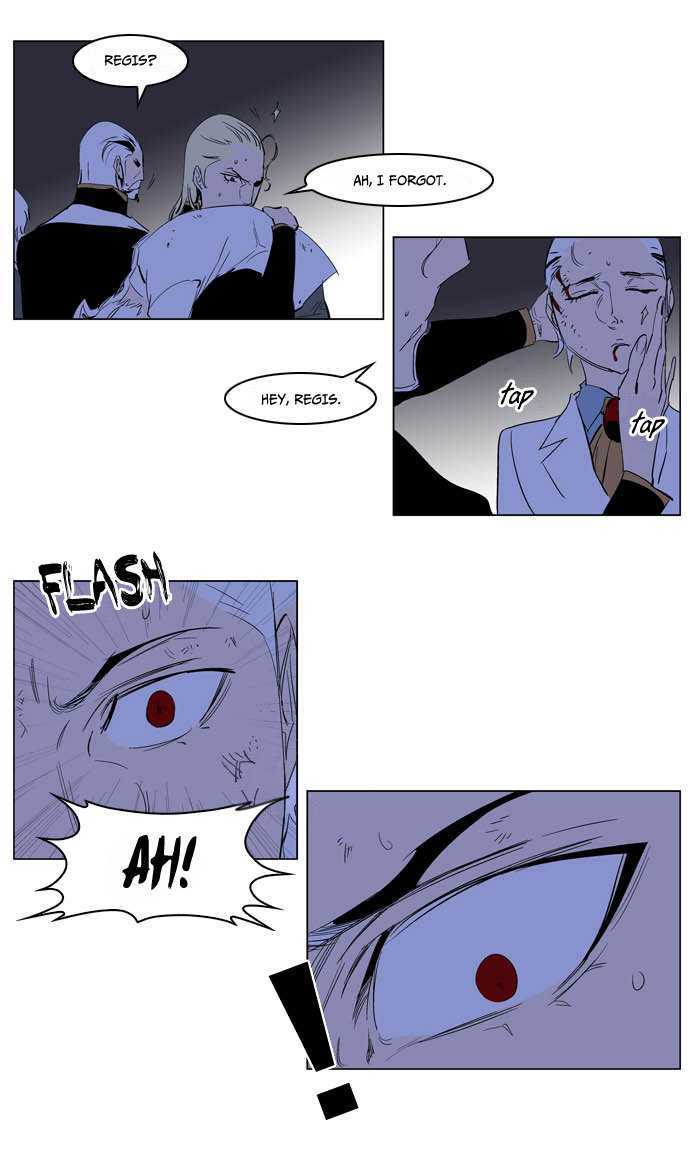 REGIS?
AH, I FORGOT.
HEY, REGIS.
tap
tap
FLASH
AH!
!